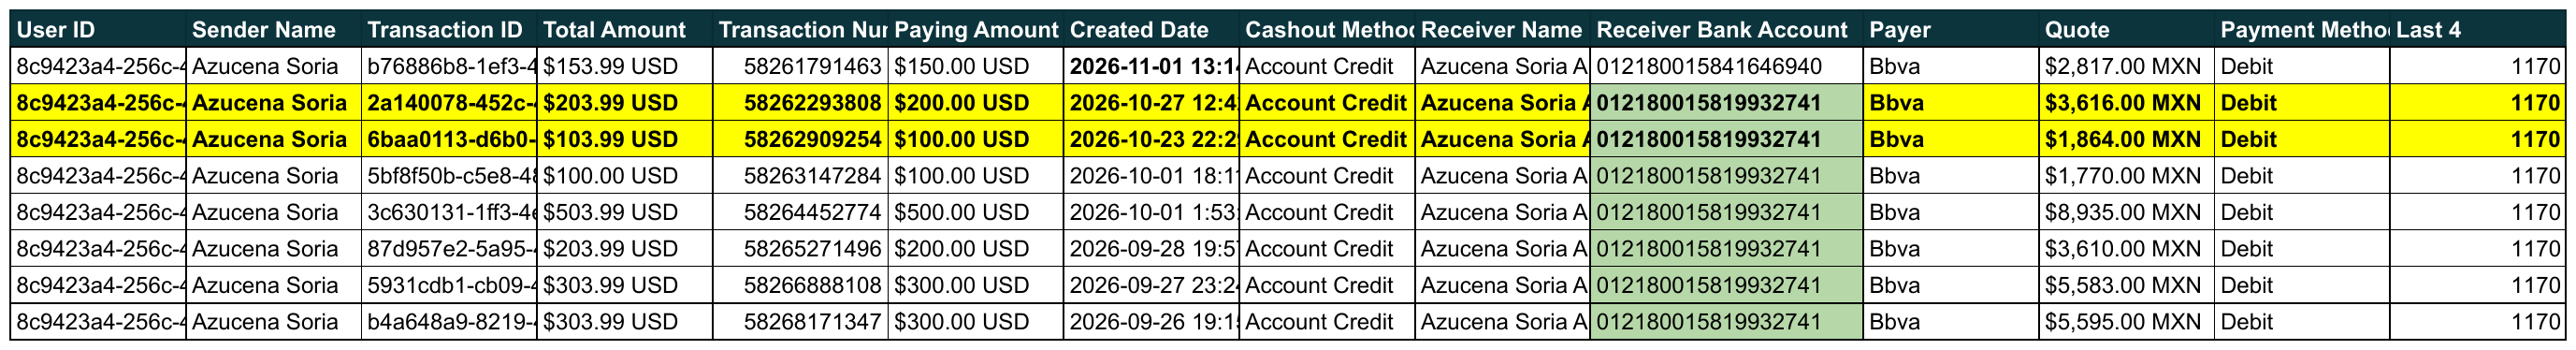 User ID Sender Name Transaction ID Total Amount Transaction Nur Paying Amount Created Date Cashout Method Receiver Name Receiver Bank Account Payer Quote Payment Method Last 4
8c9423a4-256c-4 Azucena Soria b76886b8-1ef3-4 $153.99 USD 58261791463 $150.00 USD 2026-11-01 13:14 Account Credit Azucena Soria A 012180015841646940 Bbva $2,817.00 MXN Debit 1170
8c9423a4-256c-4 Azucena Soria 2a140078-452c-4 $203.99 USD 58262293808 $200.00 USD 2026-10-27 12:42 Account Credit Azucena Soria A 012180015819932741 Bbva $3,616.00 MXN Debit 1170
8c9423a4-256c-4 Azucena Soria 6baa0113-d6b0- $103.99 USD 58262909254 $100.00 USD 2026-10-23 22:29 Account Credit Azucena Soria A 012180015819932741 Bbva $1,864.00 MXN Debit 1170
8c9423a4-256c-4 Azucena Soria 5bf8f50b-c5e8-48 $100.00 USD 58263147284 $100.00 USD 2026-10-01 18:11 Account Credit Azucena Soria A 012180015819932741 Bbva $1,770.00 MXN Debit 1170
8c9423a4-256c-4 Azucena Soria 3c630131-1ff3-4e $503.99 USD 58264452774 $500.00 USD 2026-10-01 1:53: Account Credit Azucena Soria A 012180015819932741 Bbva $8,935.00 MXN Debit 1170
8c9423a4-256c-4 Azucena Soria 87d957e2-5a95-4 $203.99 USD 58265271496 $200.00 USD 2026-09-28 19:57 Account Credit Azucena Soria A 012180015819932741 Bbva $3,610.00 MXN Debit 1170
8c9423a4-256c-4 Azucena Soria 5931cdb1-cb09-4 $303.99 USD 58266888108 $300.00 USD 2026-09-27 23:24 Account Credit Azucena Soria A 012180015819932741 Bbva $5,583.00 MXN Debit 1170
8c9423a4-256c-4 Azucena Soria b4a648a9-8219-4 $303.99 USD 58268171347 $300.00 USD 2026-09-26 19:15 Account Credit Azucena Soria A 012180015819932741 Bbva $5,595.00 MXN Debit 1170